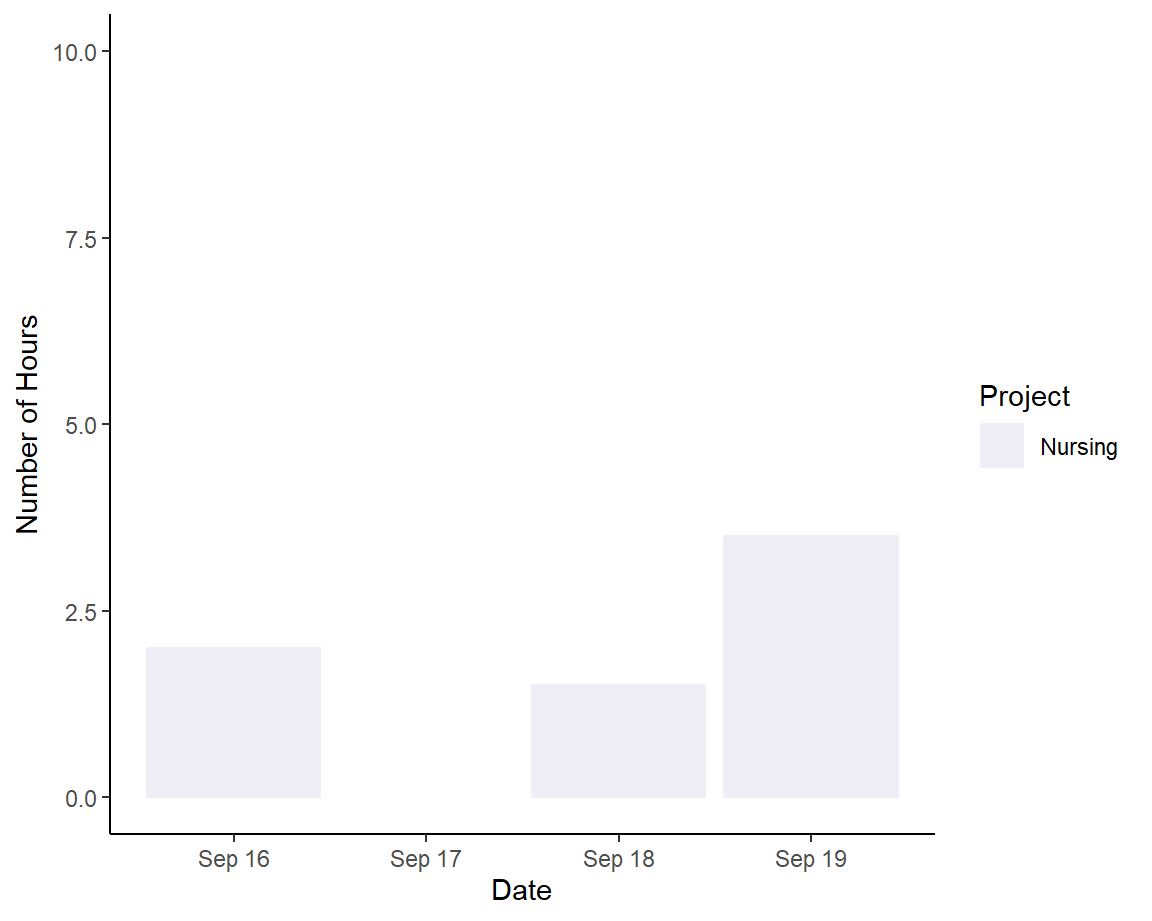 10.0
7.5
5.0
2.5
0.0
Number of Hours
Sep 16 Sep 17 Sep 18 Sep 19
Date
Project
Nursing